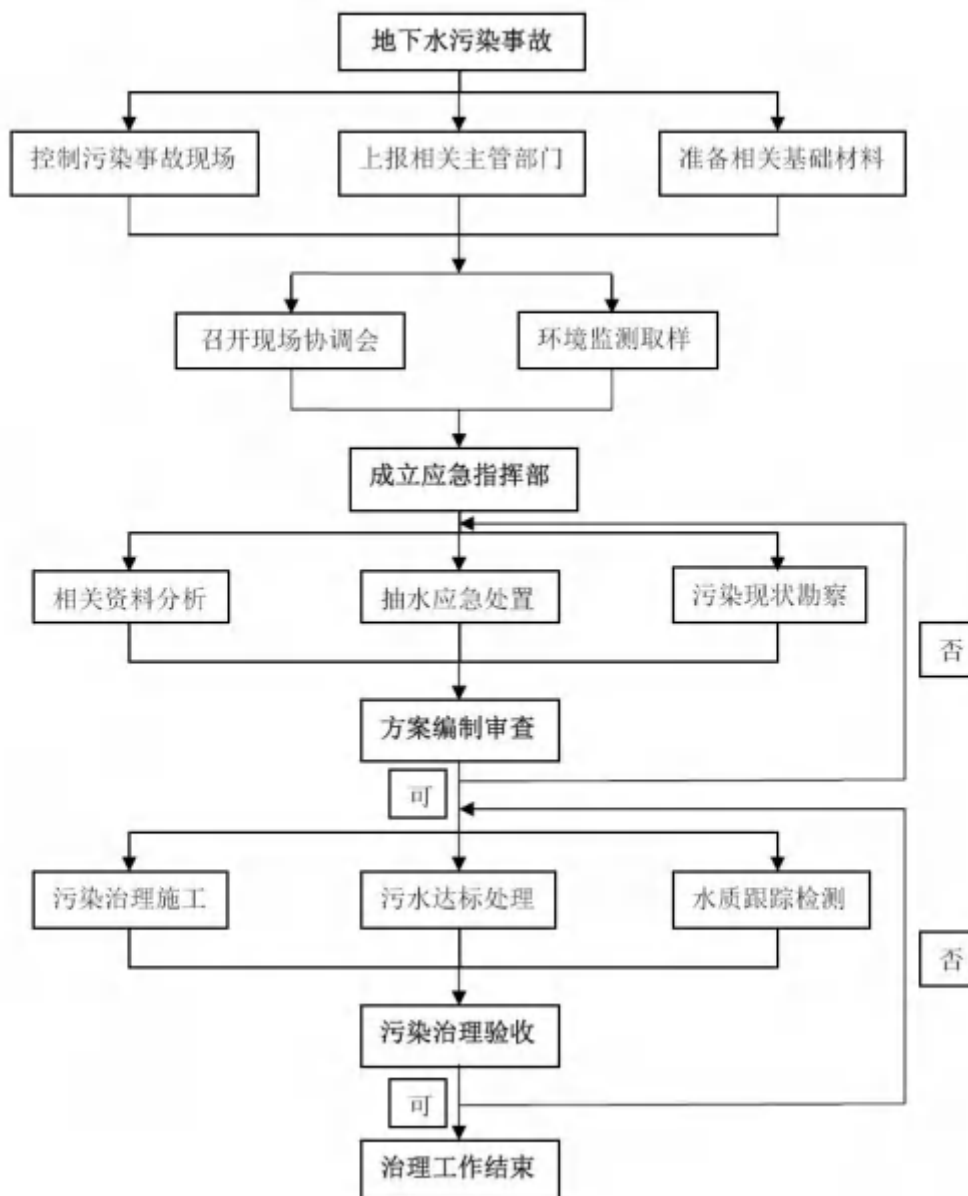 地下水污染事故
控制污染事故现场
上报相关主管部门
准备相关基础材料
召开现场协调会
环境监测取样
成立应急指挥部
相关资料分析
抽水应急处置
污染现状勘察
否
方案编制审查
可
污染治理施工
污水达标处理
水质跟踪检测
否
污染治理验收
可
治理工作结束